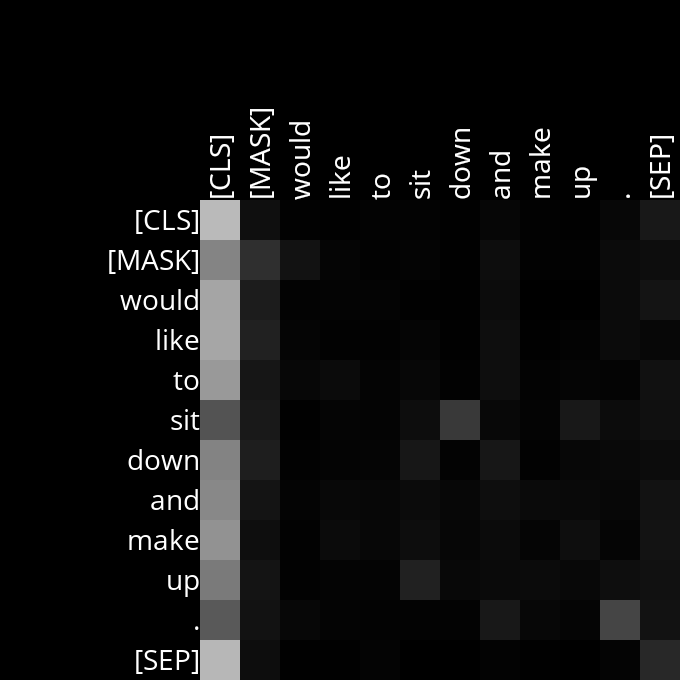 [CLS] [MASK] would like to sit down and make up . [SEP]
[CLS]
[MASK]
would
like
to
sit
down
and
make
up
.
[SEP]